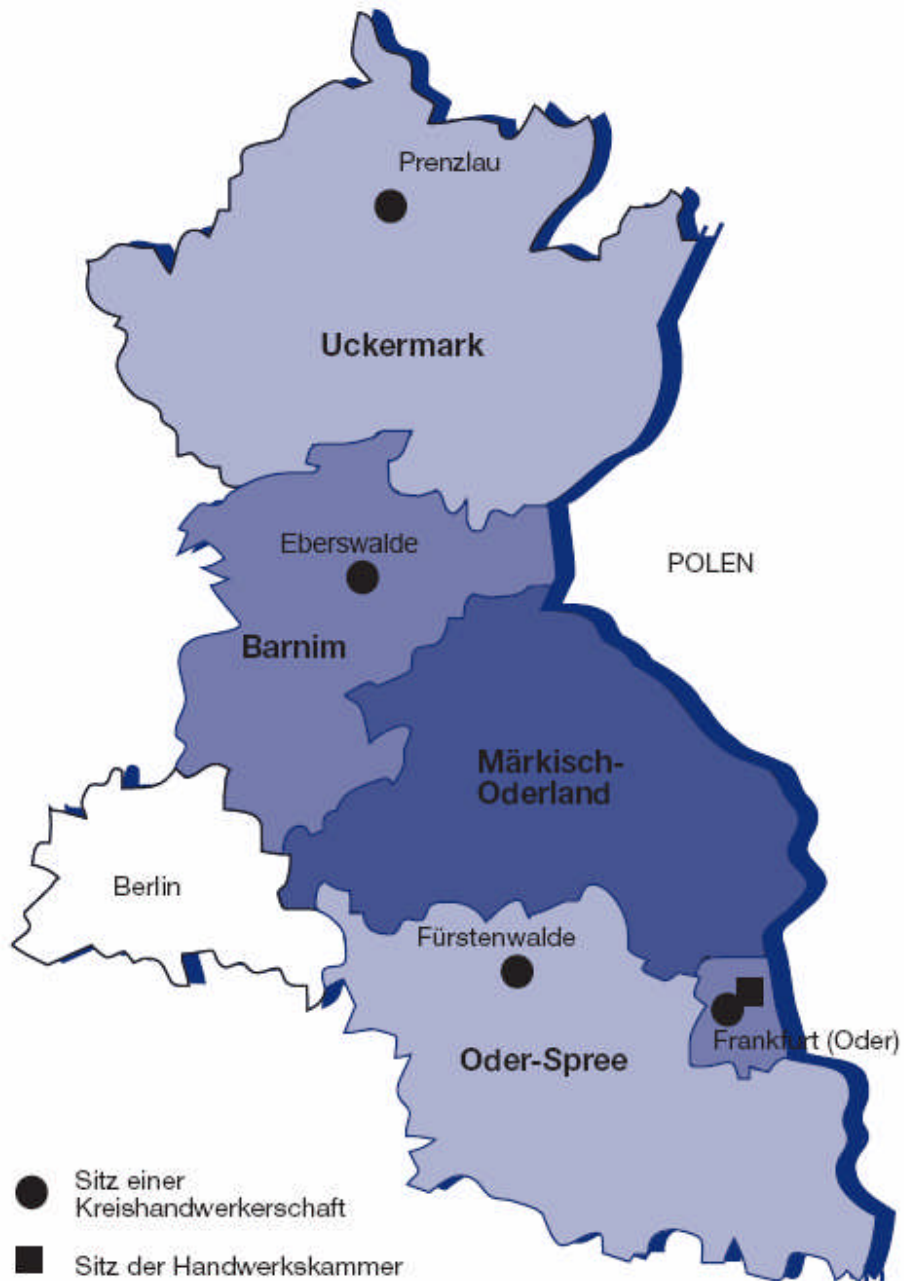 Prenzlau
Uckermark
Eberswalde
POLEN
Barnim
Märkisch-
Oderland
Berlin
Fürstenwalde
Frankfurt (Oder)
Oder-Spree
Sitz einer
Kreishandwerkerschaft
Sitz der Handwerkskammer